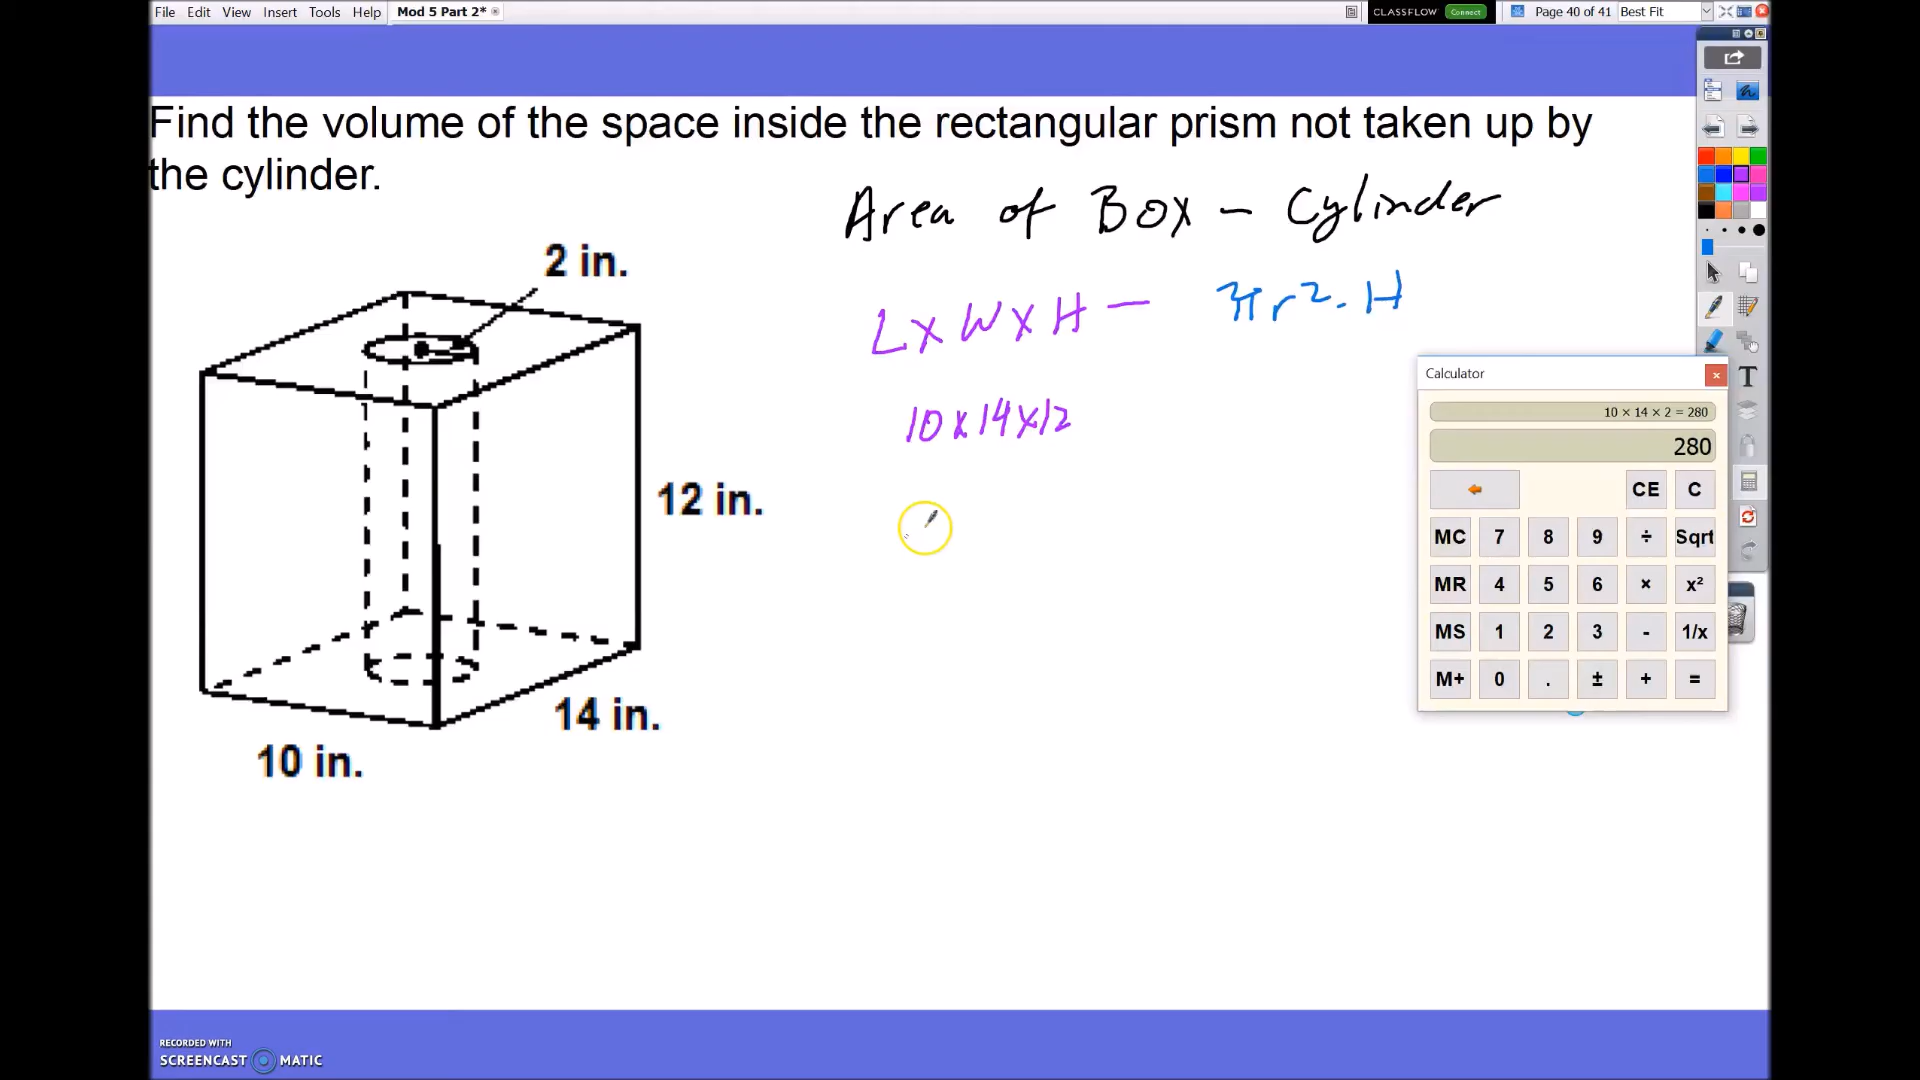 File Edit View Insert Tools Help Mod 5 Part 2*
CLASSFLOW Connect
Page 40 of 41 Best Fit
Find the volume of the space inside the rectangular prism not taken up by
the cylinder.
Area of Box - Cylinder
L x W x H - πr². H
10 x 14 x 12
2 in.
12 in.
14 in.
10 in.
Calculator
10 × 14 × 2 = 280
280
CE C
MC 7 8 9 ÷ Sqrt
MR 4 5 6 × x²
MS 1 2 3 - 1/x
M+ 0 . ± + =
T
RECORDED WITH
SCREENCAST MATIC